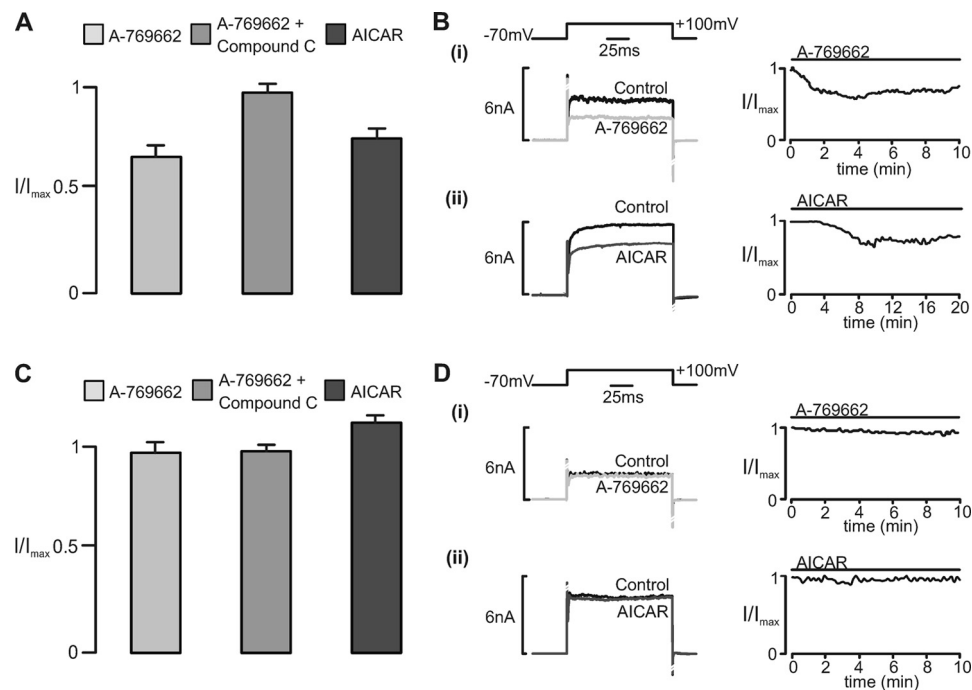 A
A-769662
A-769662 +
Compound C
AICAR
1
I/Imax 0.5
0
B
-70mV
+100mV
25ms
(i)
6nA
Control
A-769662
A-769662
1
I/Imax
0
0 2 4 6 8 10
time (min)
(ii)
6nA
Control
AICAR
AICAR
1
I/Imax
0
0 4 8 12 16 20
time (min)
C
A-769662
A-769662 +
Compound C
AICAR
1
I/Imax 0.5
0
D
-70mV
+100mV
25ms
(i)
6nA
Control
A-769662
A-769662
1
I/Imax
0
0 2 4 6 8 10
time (min)
(ii)
6nA
Control
AICAR
AICAR
1
I/Imax
0
0 2 4 6 8 10
time (min)